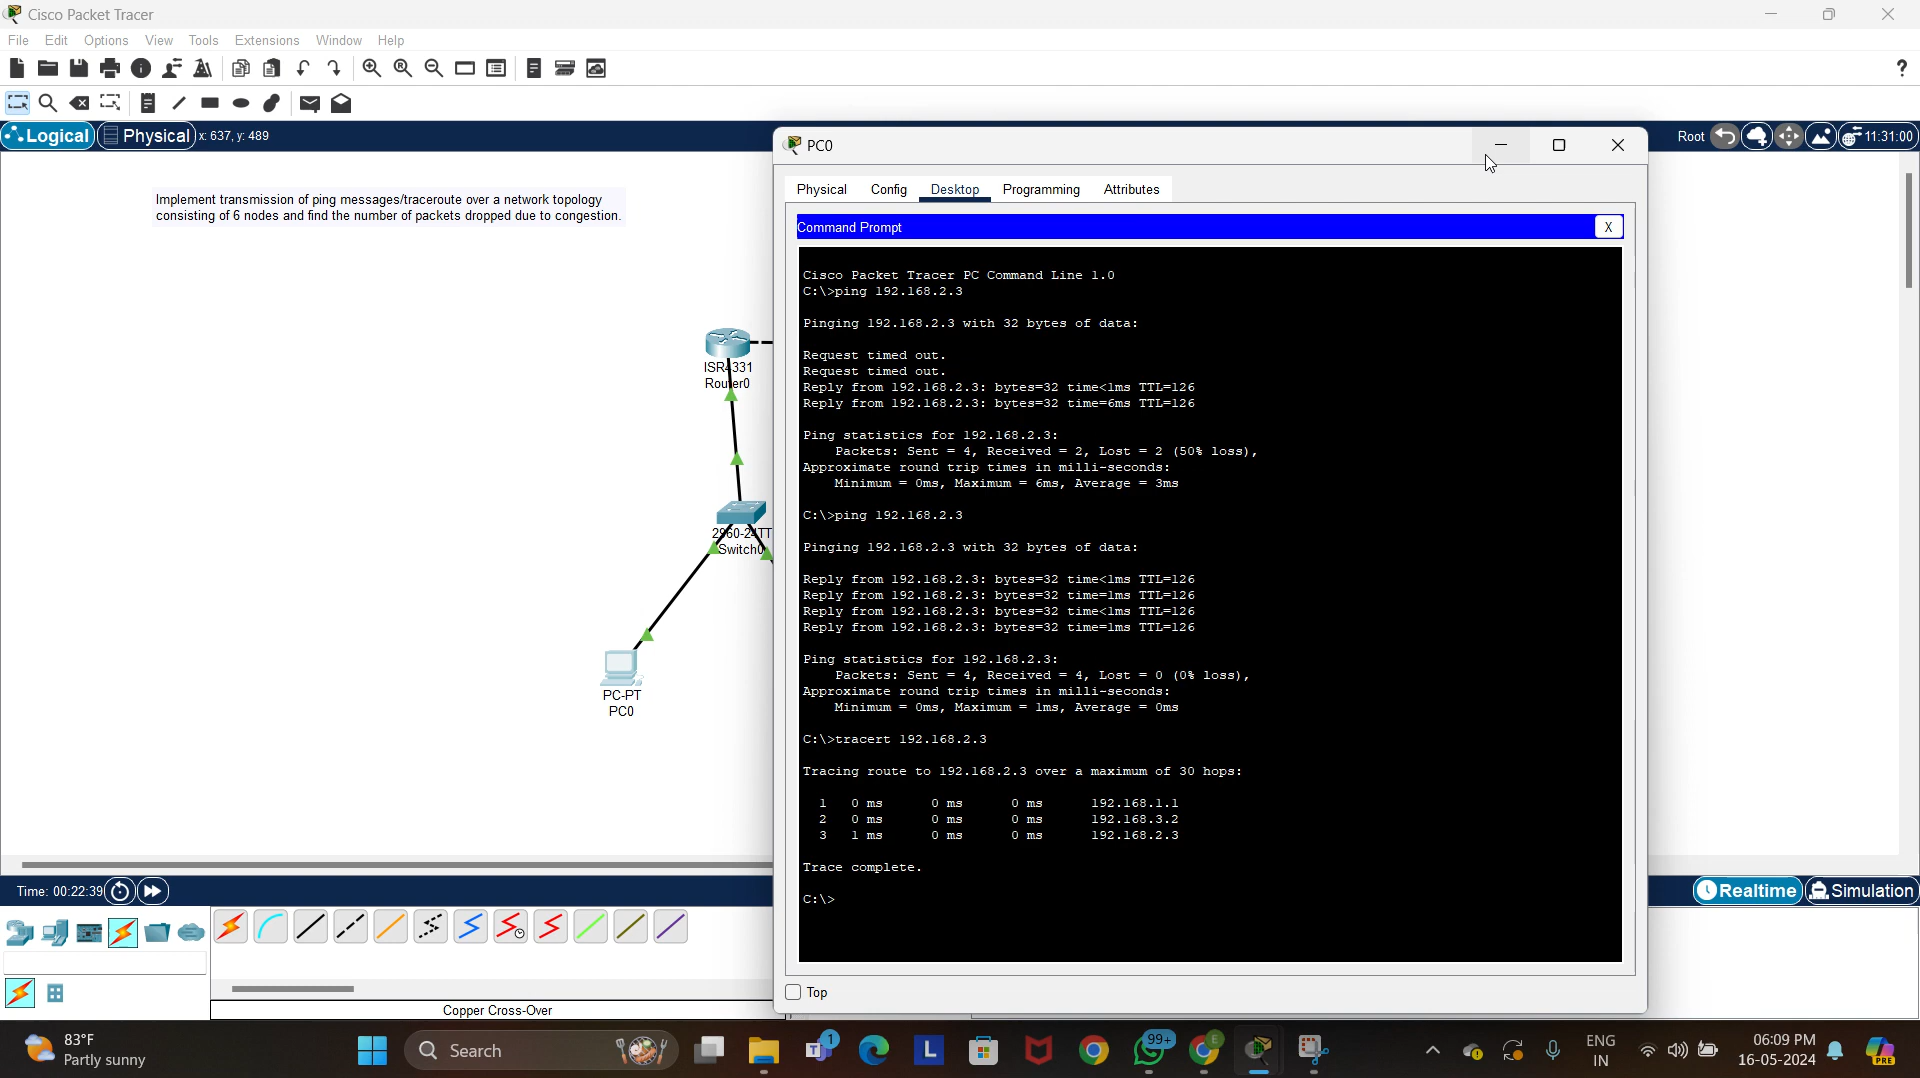 Cisco Packet Tracer
File Edit Options View Tools Extensions Window Help
Logical Physical x: 637, y: 489
Root 11:31:00
Implement transmission of ping messages/traceroute over a network topology
consisting of 6 nodes and find the number of packets dropped due to congestion.
ISR4331
Router0
2960-24TT
Switch0
PC-PT
PC0
PC0
Physical Config Desktop Programming Attributes
Command Prompt X
Cisco Packet Tracer PC Command Line 1.0
C:\>ping 192.168.2.3
Pinging 192.168.2.3 with 32 bytes of data:
Request timed out.
Request timed out.
Reply from 192.168.2.3: bytes=32 time<1ms TTL=126
Reply from 192.168.2.3: bytes=32 time=6ms TTL=126
Ping statistics for 192.168.2.3:
Packets: Sent = 4, Received = 2, Lost = 2 (50% loss),
Approximate round trip times in milli-seconds:
Minimum = 0ms, Maximum = 6ms, Average = 3ms
C:\>ping 192.168.2.3
Pinging 192.168.2.3 with 32 bytes of data:
Reply from 192.168.2.3: bytes=32 time<1ms TTL=126
Reply from 192.168.2.3: bytes=32 time=1ms TTL=126
Reply from 192.168.2.3: bytes=32 time<1ms TTL=126
Reply from 192.168.2.3: bytes=32 time=1ms TTL=126
Ping statistics for 192.168.2.3:
Packets: Sent = 4, Received = 4, Lost = 0 (0% loss),
Approximate round trip times in milli-seconds:
Minimum = 0ms, Maximum = 1ms, Average = 0ms
C:\>tracert 192.168.2.3
Tracing route to 192.168.2.3 over a maximum of 30 hops:
1 0 ms 0 ms 0 ms 192.168.1.1
2 0 ms 0 ms 0 ms 192.168.3.2
3 1 ms 0 ms 0 ms 192.168.2.3
Trace complete.
C:\>
Top
Time: 00:22:39
Realtime Simulation
Copper Cross-Over
83°F
Partly sunny
Search
1
L
99+
E
ENG
IN
06:09 PM
16-05-2024
PRE